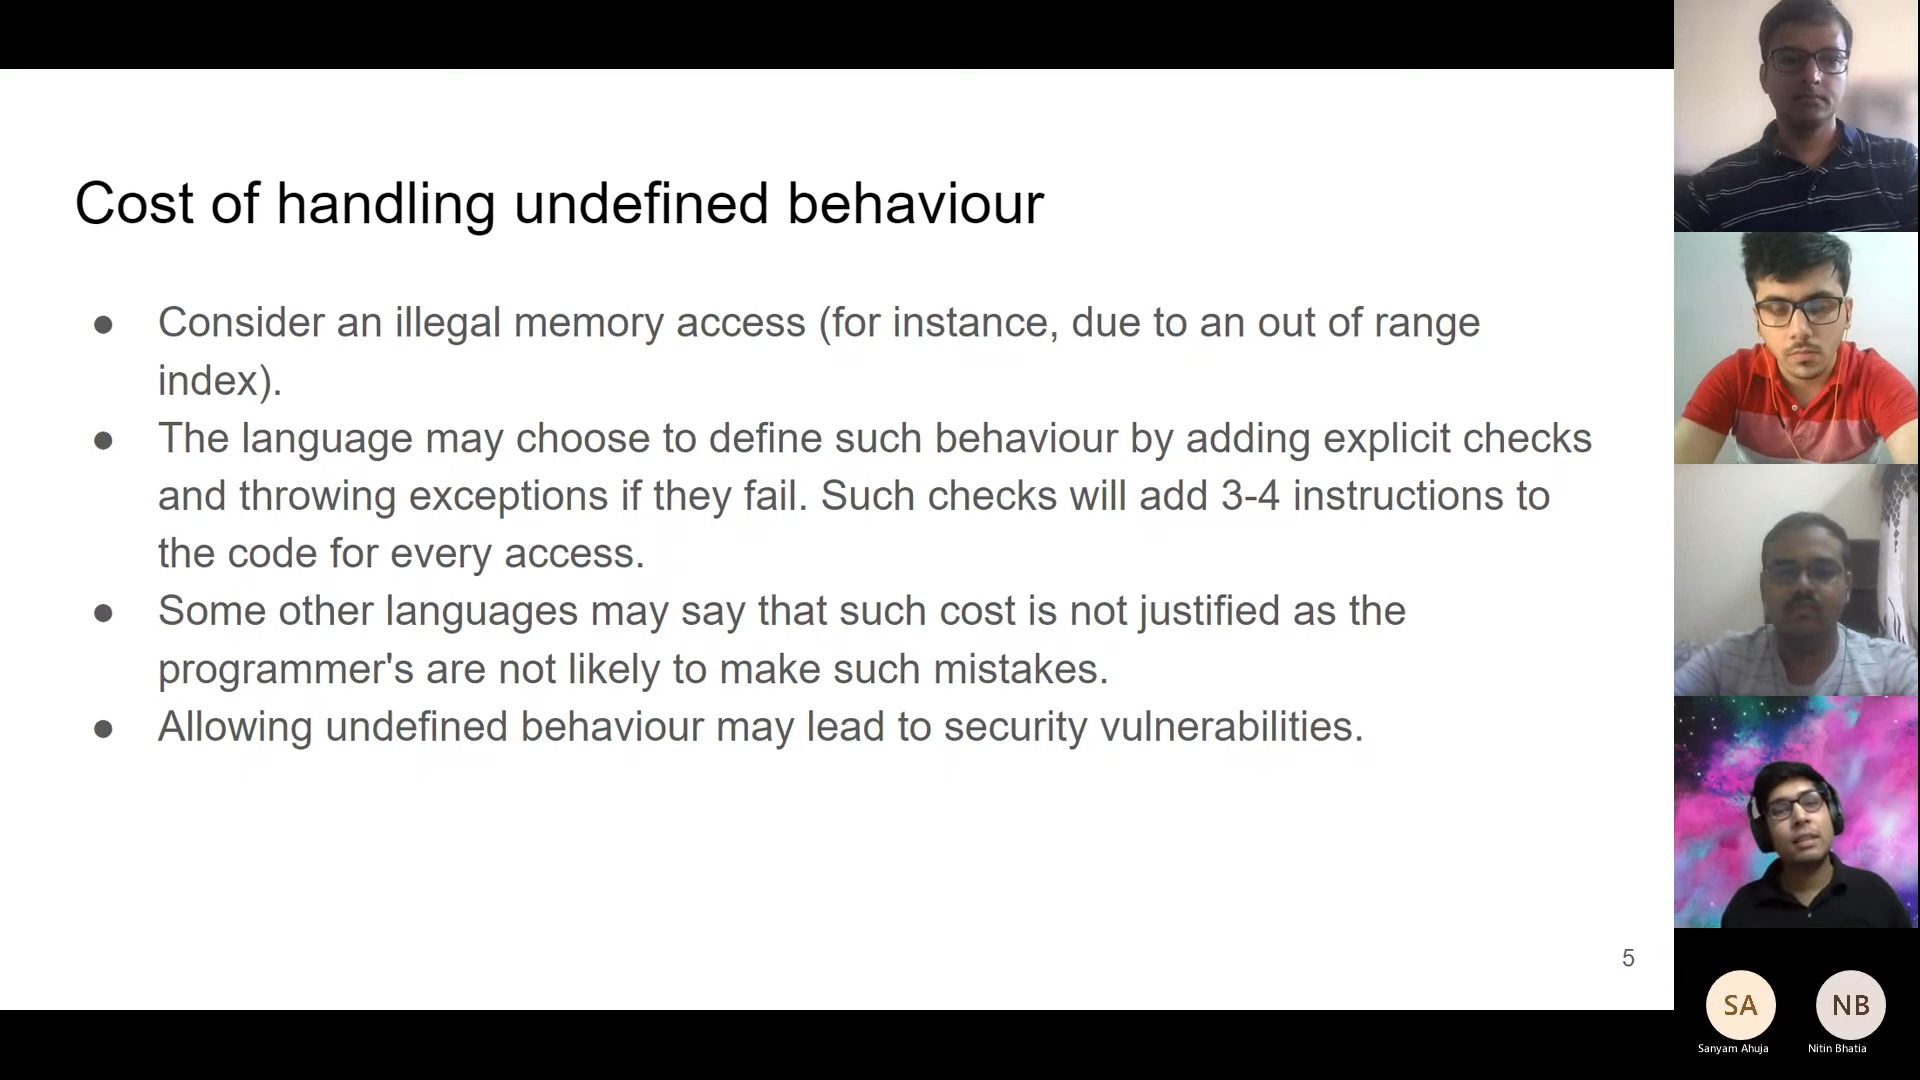 Cost of handling undefined behaviour
● Consider an illegal memory access (for instance, due to an out of range
index).
● The language may choose to define such behaviour by adding explicit checks
and throwing exceptions if they fail. Such checks will add 3-4 instructions to
the code for every access.
● Some other languages may say that such cost is not justified as the
programmer's are not likely to make such mistakes.
● Allowing undefined behaviour may lead to security vulnerabilities.
5
SA NB
Sanyam Ahuja Nitin Bhatia